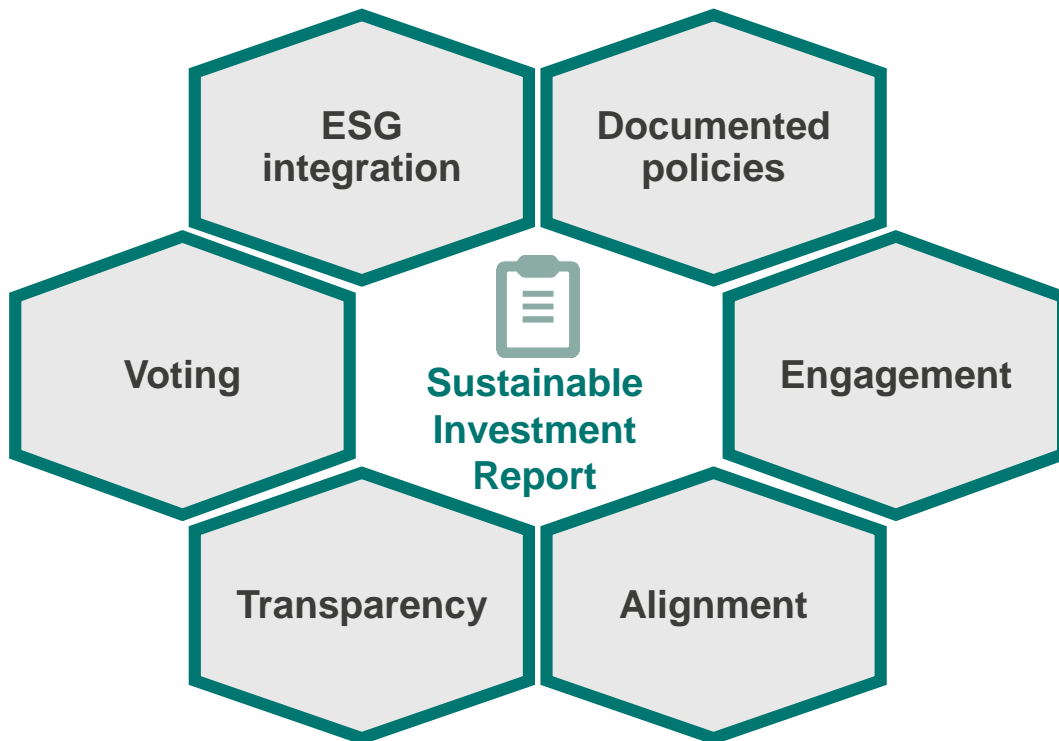 ESG
integration
Documented
policies
Voting
Sustainable
Investment
Report
Engagement
Transparency
Alignment